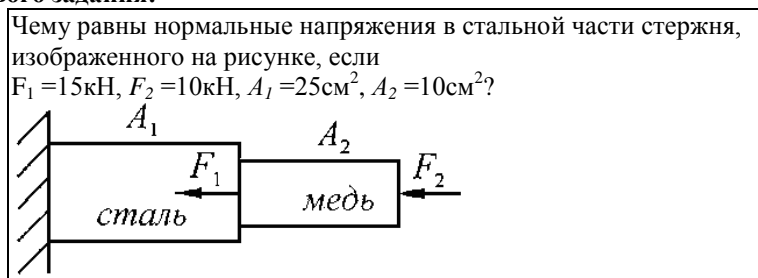 Чему равны нормальные напряжения в стальной части стержня,
изображенного на рисунке, если
F₁ =15кН, F₂ =10кН, A₁ =25см², A₂ =10см²?
A₁
A₂
F₁
F₂
сталь
медь